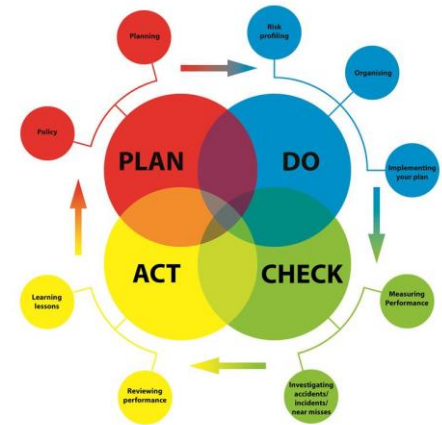 Planning
Risk
profiling
Organising
Policy
PLAN
DO
Implementing
your plan
ACT
CHECK
Learning
lessons
Measuring
Performance
Reviewing
performance
Investigating
accidents/
incidents/
near misses